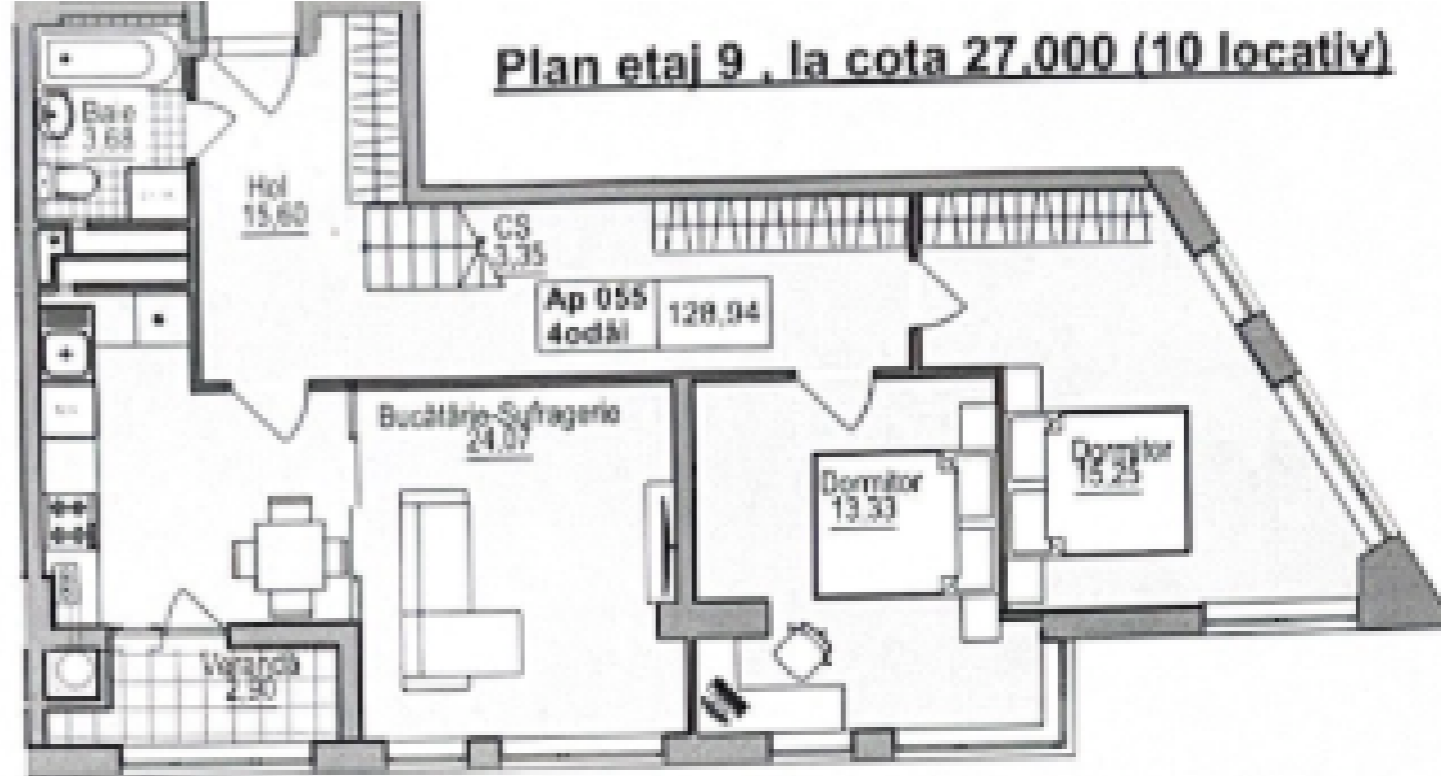 Plan etaj 9 , la cota 27,000 (10 locativ)
Baie
3,68
Hol
15,60
CS
3,35
Ap 055
4odăi
128,94
Bucătărie-Sufragerie
24,07
Dormitor
13,33
Dormitor
15,25
Verandă
2,90